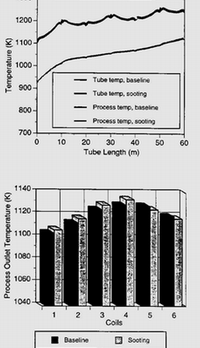 1200
1100
1000
900
800
700
0 10 20 30 40 50 60
Temperature (K)
Tube temp, baseline
Tube temp, sooting
Process temp, baseline
Process temp, sooting
Tube Length (m)
1140
1120
1100
1080
1060
1040
Process Outlet Temperature (K)
1 2 3 4 5 6
Coils
Baseline Sooting